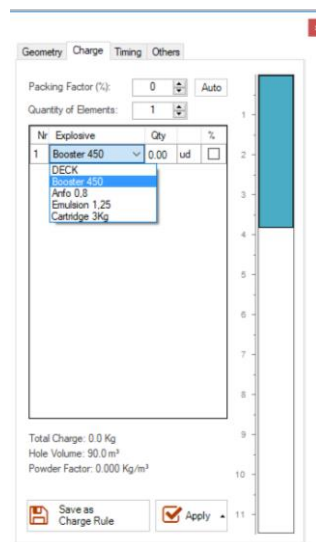 Geometry Charge Timing Others
Packing Factor (%): 0 Auto
Quantity of Elements: 1
Nr Explosive Qty %
1 Booster 450 0.00 ud
DECK
Booster 450
Anfo 0,8
Emulsion 1,25
Cartridge 3Kg
Total Charge: 0.0 Kg
Hole Volume: 90.0 m³
Powder Factor: 0.000 Kg/m³
Save as
Charge Rule
Apply
1
2
3
4
5
6
7
8
9
10
11